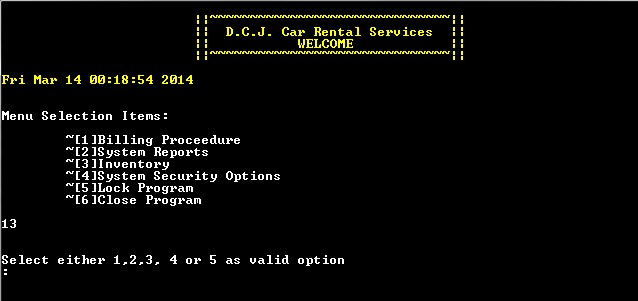 ||~~~~~~~~~~~~~~~~~~~~~~~~~~~~~~||
|| D.C.J. Car Rental Services ||
|| WELCOME ||
||~~~~~~~~~~~~~~~~~~~~~~~~~~~~~~||
Fri Mar 14 00:18:54 2014
Menu Selection Items:
~[1]Billing Proceedure
~[2]System Reports
~[3]Inventory
~[4]System Security Options
~[5]Lock Program
~[6]Close Program
13
Select either 1,2,3, 4 or 5 as valid option
: